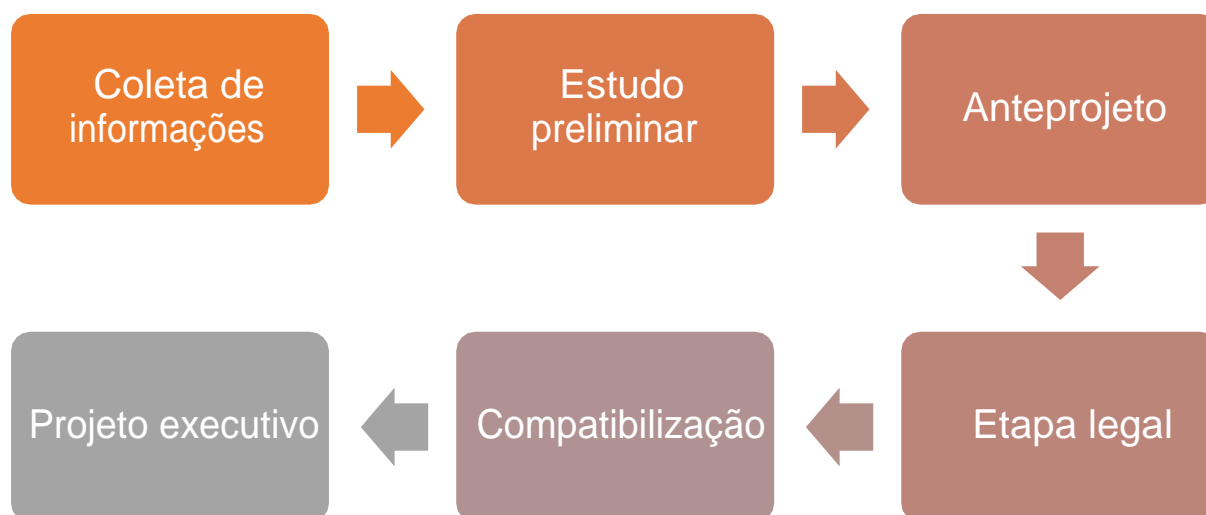 Coleta de
informações
Estudo
preliminar
Anteprojeto
Etapa legal
Compatibilização
Projeto executivo